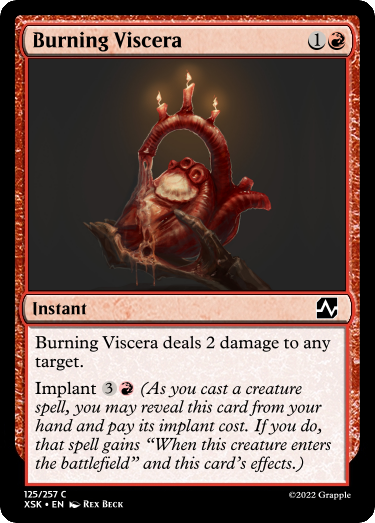 Burning Viscera 1
Instant
Burning Viscera deals 2 damage to any
target.
Implant 3 (As you cast a creature
spell, you may reveal this card from your
hand and pay its implant cost. If you do,
that spell gains “When this creature enters
the battlefield” and this card's effects.)
125/257 C
XSK • EN Rex Beck
©2022 Grapple